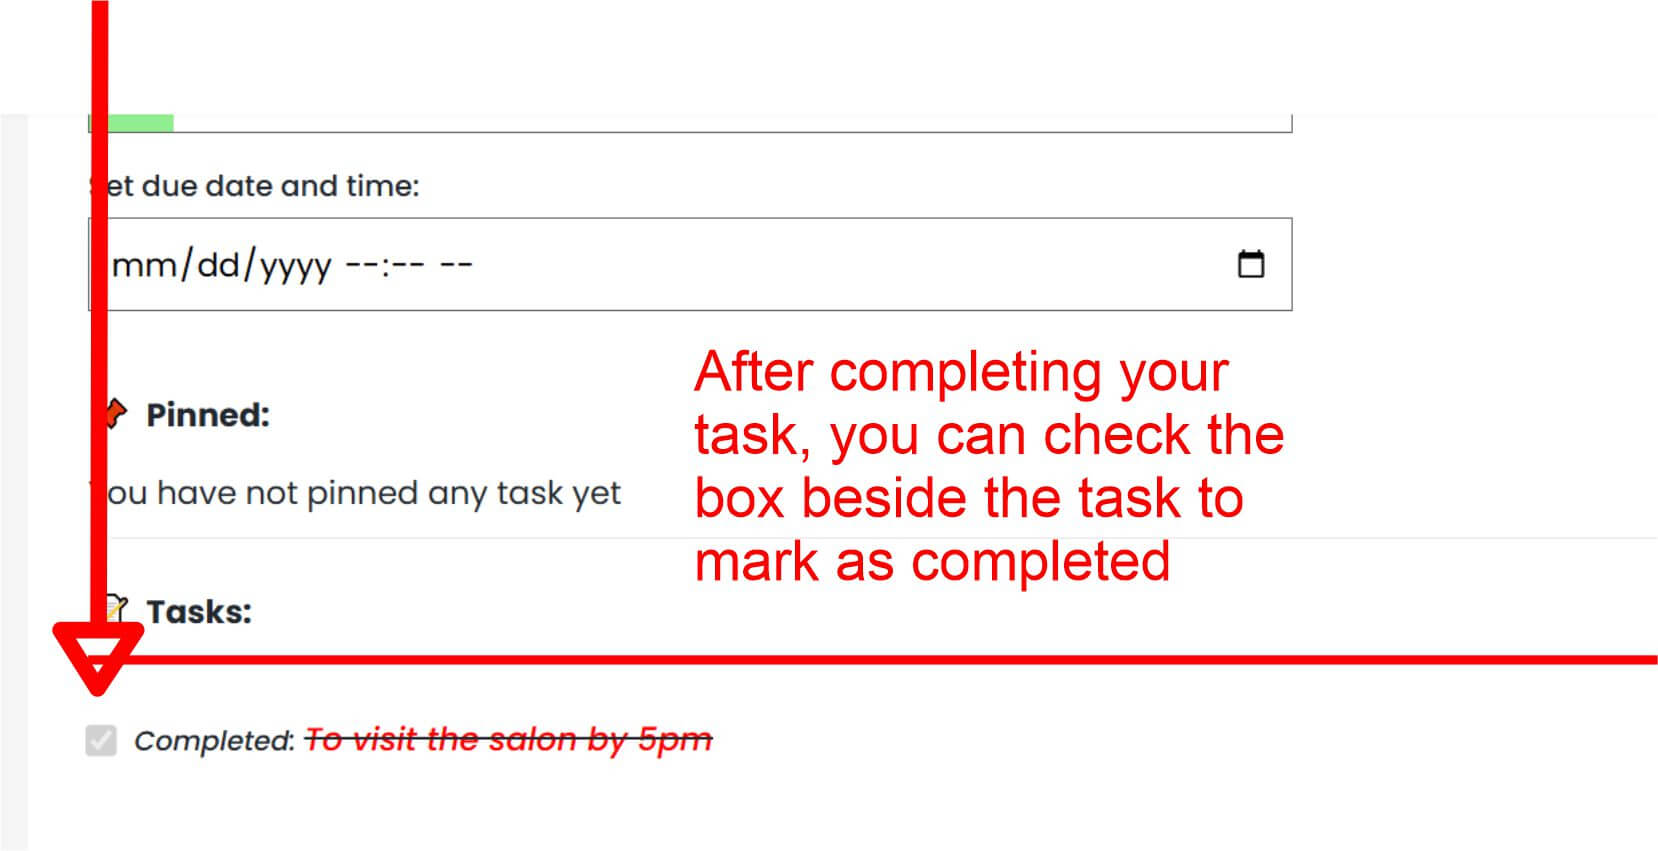 Set due date and time:
mm/dd/yyyy --:-- --
After completing your
task, you can check the
box beside the task to
mark as completed
Pinned:
You have not pinned any task yet
Tasks:
Completed: To visit the salon by 5pm